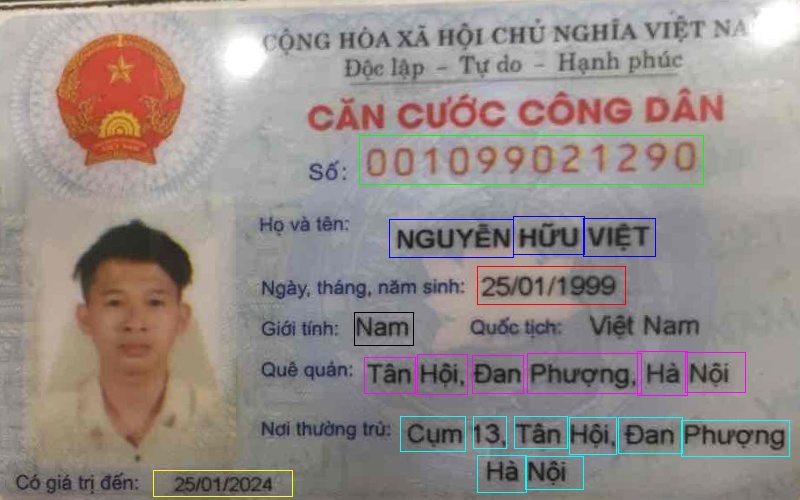 CỘNG HÒA XÃ HỘI CHỦ NGHĨA VIỆT NA
Độc lập – Tự do – Hạnh phúc
CĂN CƯỚC CÔNG DÂN
Số: 001099021290
Họ và tên: NGUYỄN HỮU VIỆT
Ngày, tháng, năm sinh: 25/01/1999
Giới tính: Nam Quốc tịch: Việt Nam
Quê quán: Tân Hội, Đan Phượng, Hà Nội
Nơi thường trú: Cụm 13, Tân Hội, Đan Phượng
Hà Nội
Có giá trị đến: 25/01/2024